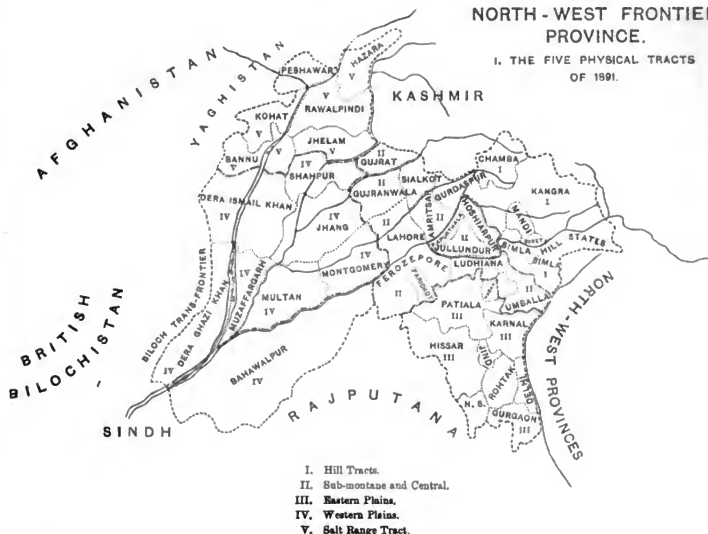 NORTH-WEST FRONTIER
PROVINCE.
I. THE FIVE PHYSICAL TRACTS
OF 1891.
AFGHANISTAN
YAGHISTAN
KASHMIR
HAZARA
V
PESHAWAR
V
RAWALPINDI
KOHAT
V
V
JHELAM
V
BANNU
IV
SHAHPUR
II
GUJRAT
II
GUJRANWALA
SIALKOT
II
GURDASPUR
CHAMBA
I
KANGRA
I
DERA ISMAIL KHAN
IV
IV
JHANG
LAHORE
AMRITSAR
II
HOSHIARPUR
II
JULLUNDUR
MANDI
SIMLA HILL STATES
SIMLA
I
IV
MONTGOMERY
FEROZEPORE
II
FARIDKOT
LUDHIANA
II
UMBALLA
BILOCH TRANS-FRONTIER
DERA GHAZI KHAN
IV
MUZAFFARGARH
IV
MULTAN
IV
BAHAWALPUR
IV
PATIALA
III
KARNAL
III
HISSAR
III
JIND
ROHTAK
DELHI
H. S.
GURGAON
III
BRITISH
BILOCHISTAN
SINDH
RAJPUTANA
NORTH-WEST PROVINCES
I. Hill Tracts.
II. Sub-montane and Central.
III. Eastern Plains.
IV. Western Plains.
V. Salt Range Tract.